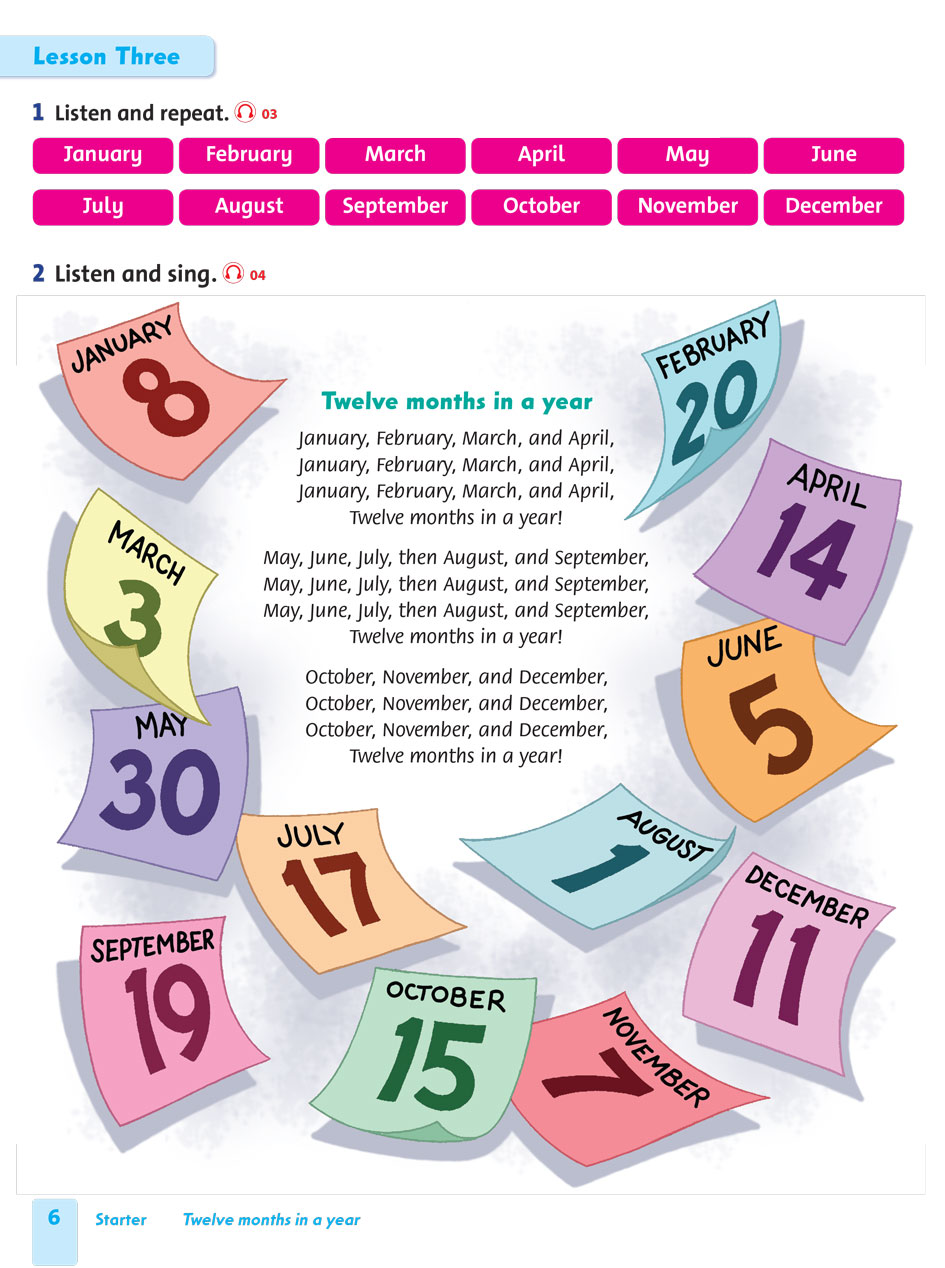 Lesson Three
1 Listen and repeat. 03
January February March April May June
July August September October November December
2 Listen and sing. 04
JANUARY
8
FEBRUARY
20
Twelve months in a year
January, February, March, and April,
January, February, March, and April,
January, February, March, and April,
Twelve months in a year!
May, June, July, then August, and September,
May, June, July, then August, and September,
May, June, July, then August, and September,
Twelve months in a year!
October, November, and December,
October, November, and December,
October, November, and December,
Twelve months in a year!
APRIL
14
MARCH
3
JUNE
5
MAY
30
JULY
17
AUGUST
1
DECEMBER
11
SEPTEMBER
19
OCTOBER
15
NOVEMBER
7
6 Starter Twelve months in a year